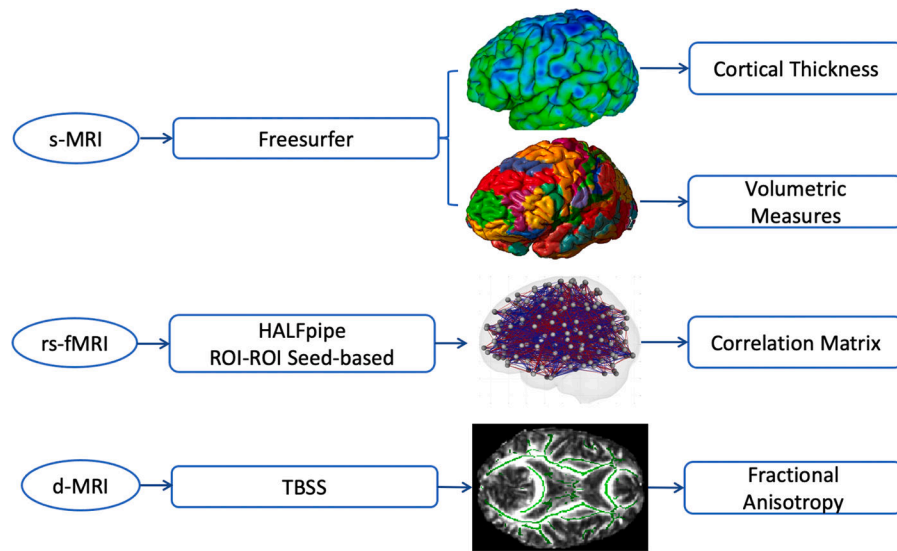 s-MRI
Freesurfer
Cortical Thickness
Volumetric
Measures
rs-fMRI
HALFpipe
ROI-ROI Seed-based
Correlation Matrix
d-MRI
TBSS
Fractional
Anisotropy